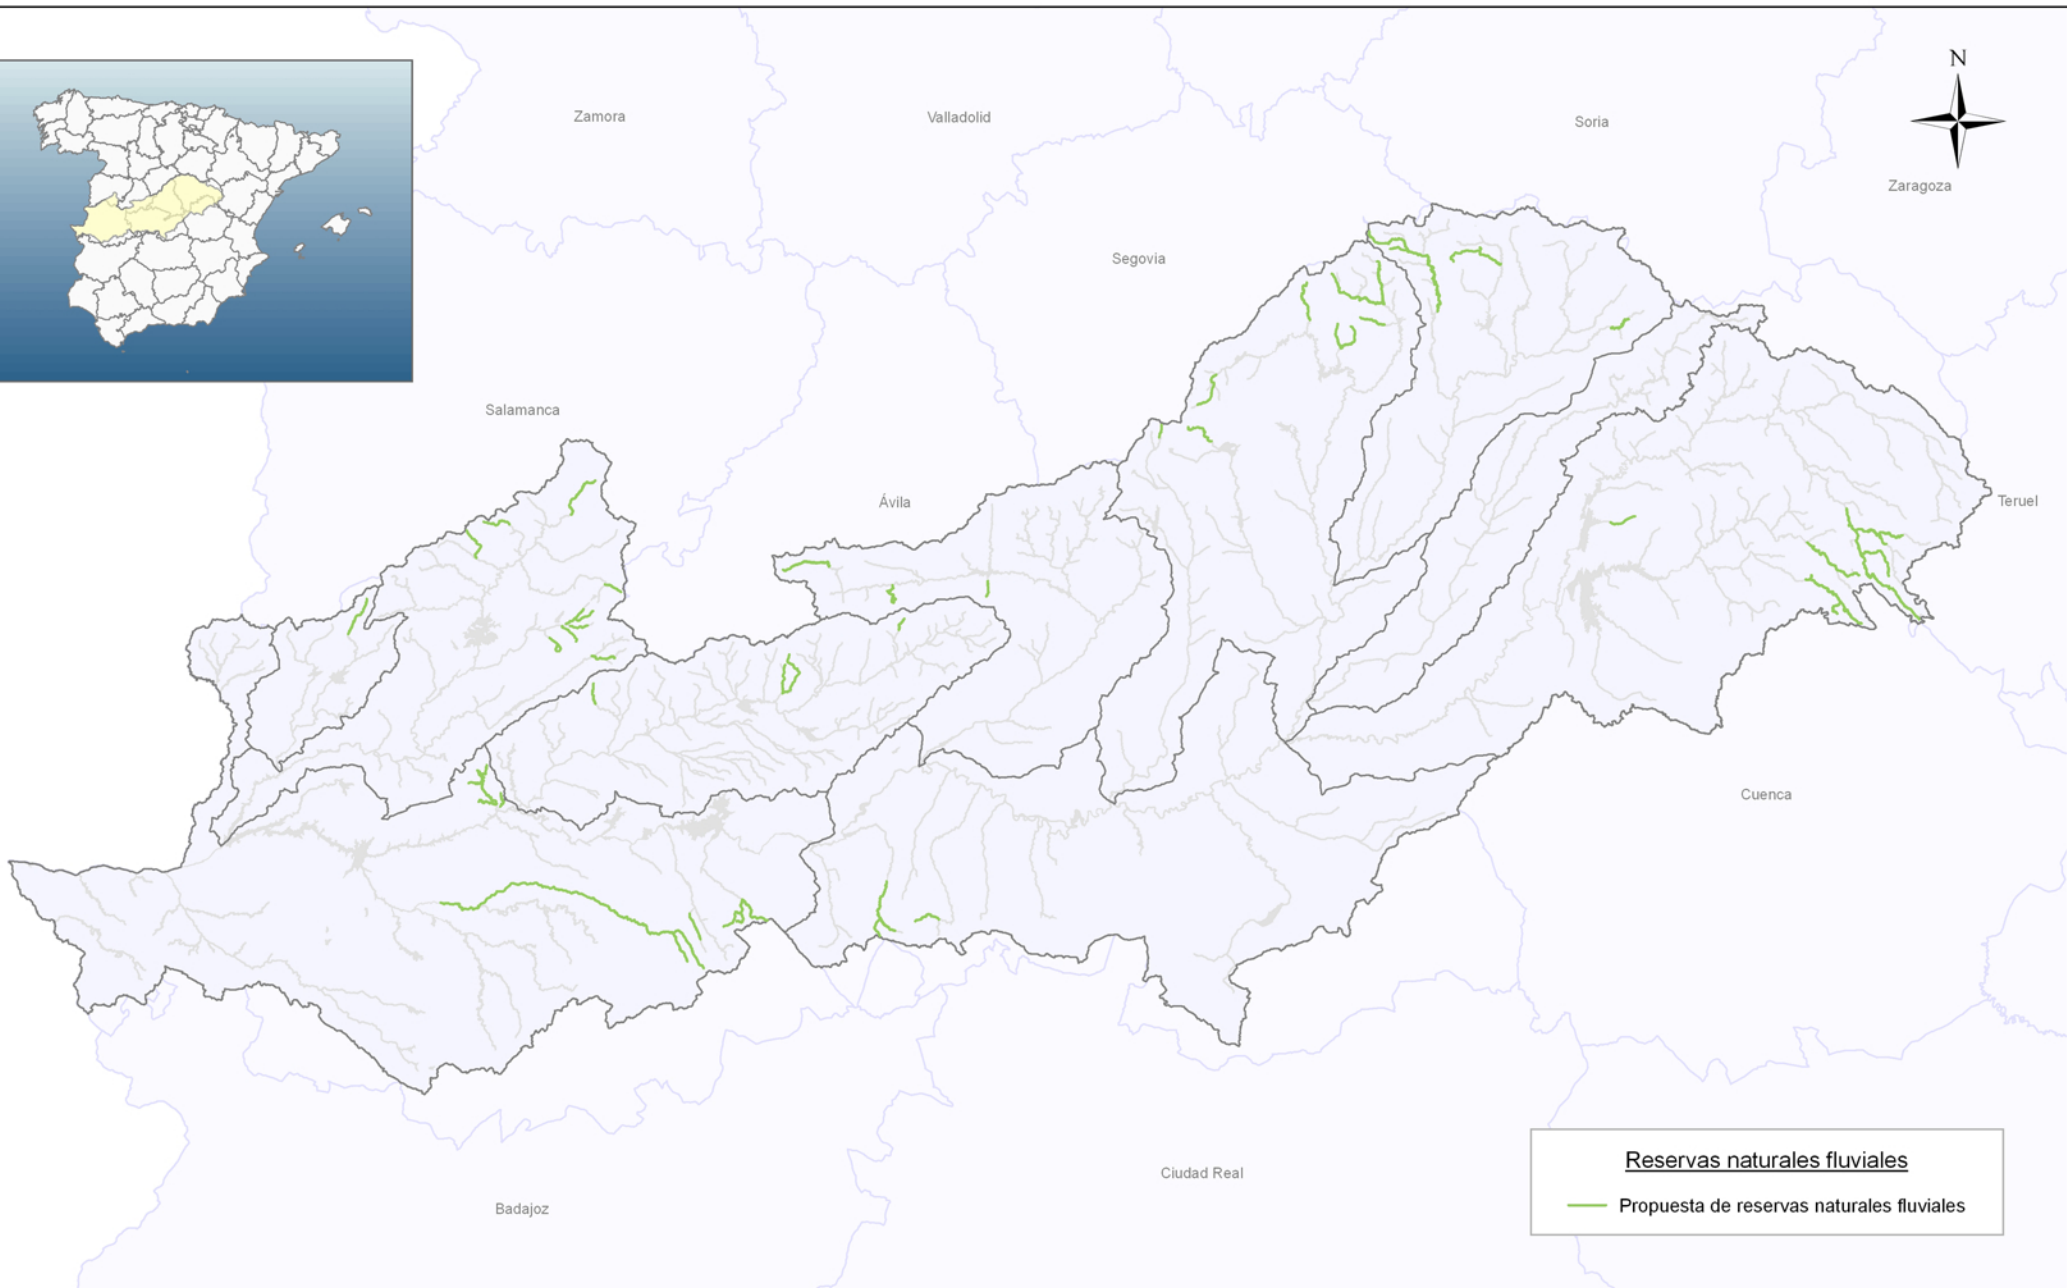 N
Zamora
Valladolid
Soria
Zaragoza
Segovia
Salamanca
Ávila
Teruel
Cuenca
Ciudad Real
Badajoz
Reservas naturales fluviales
Propuesta de reservas naturales fluviales